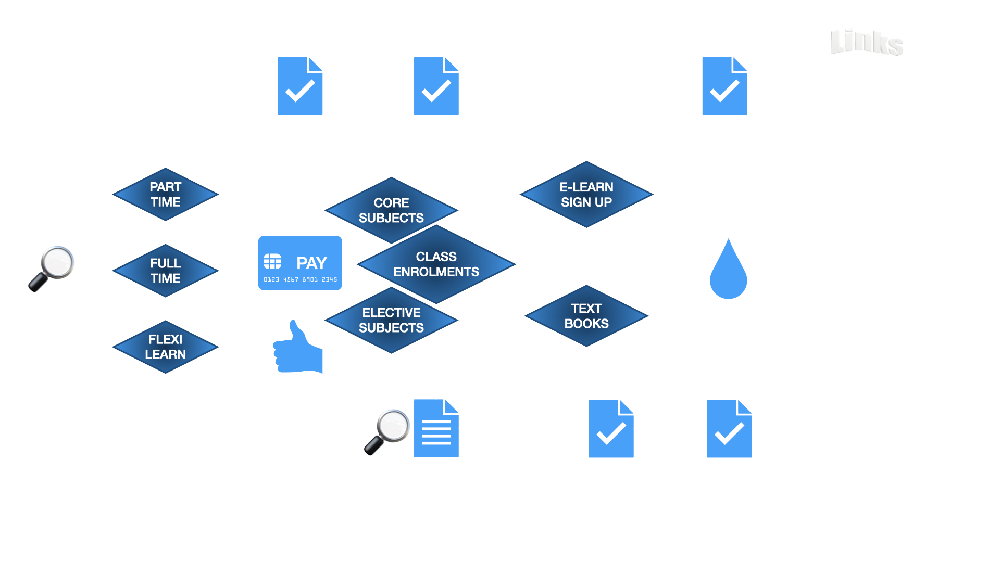 Links
PART
TIME
CORE
SUBJECTS
E-LEARN
SIGN UP
FULL
TIME
PAY
0123 4567 8901 2345
CLASS
ENROLMENTS
ELECTIVE
SUBJECTS
TEXT
BOOKS
FLEXI
LEARN